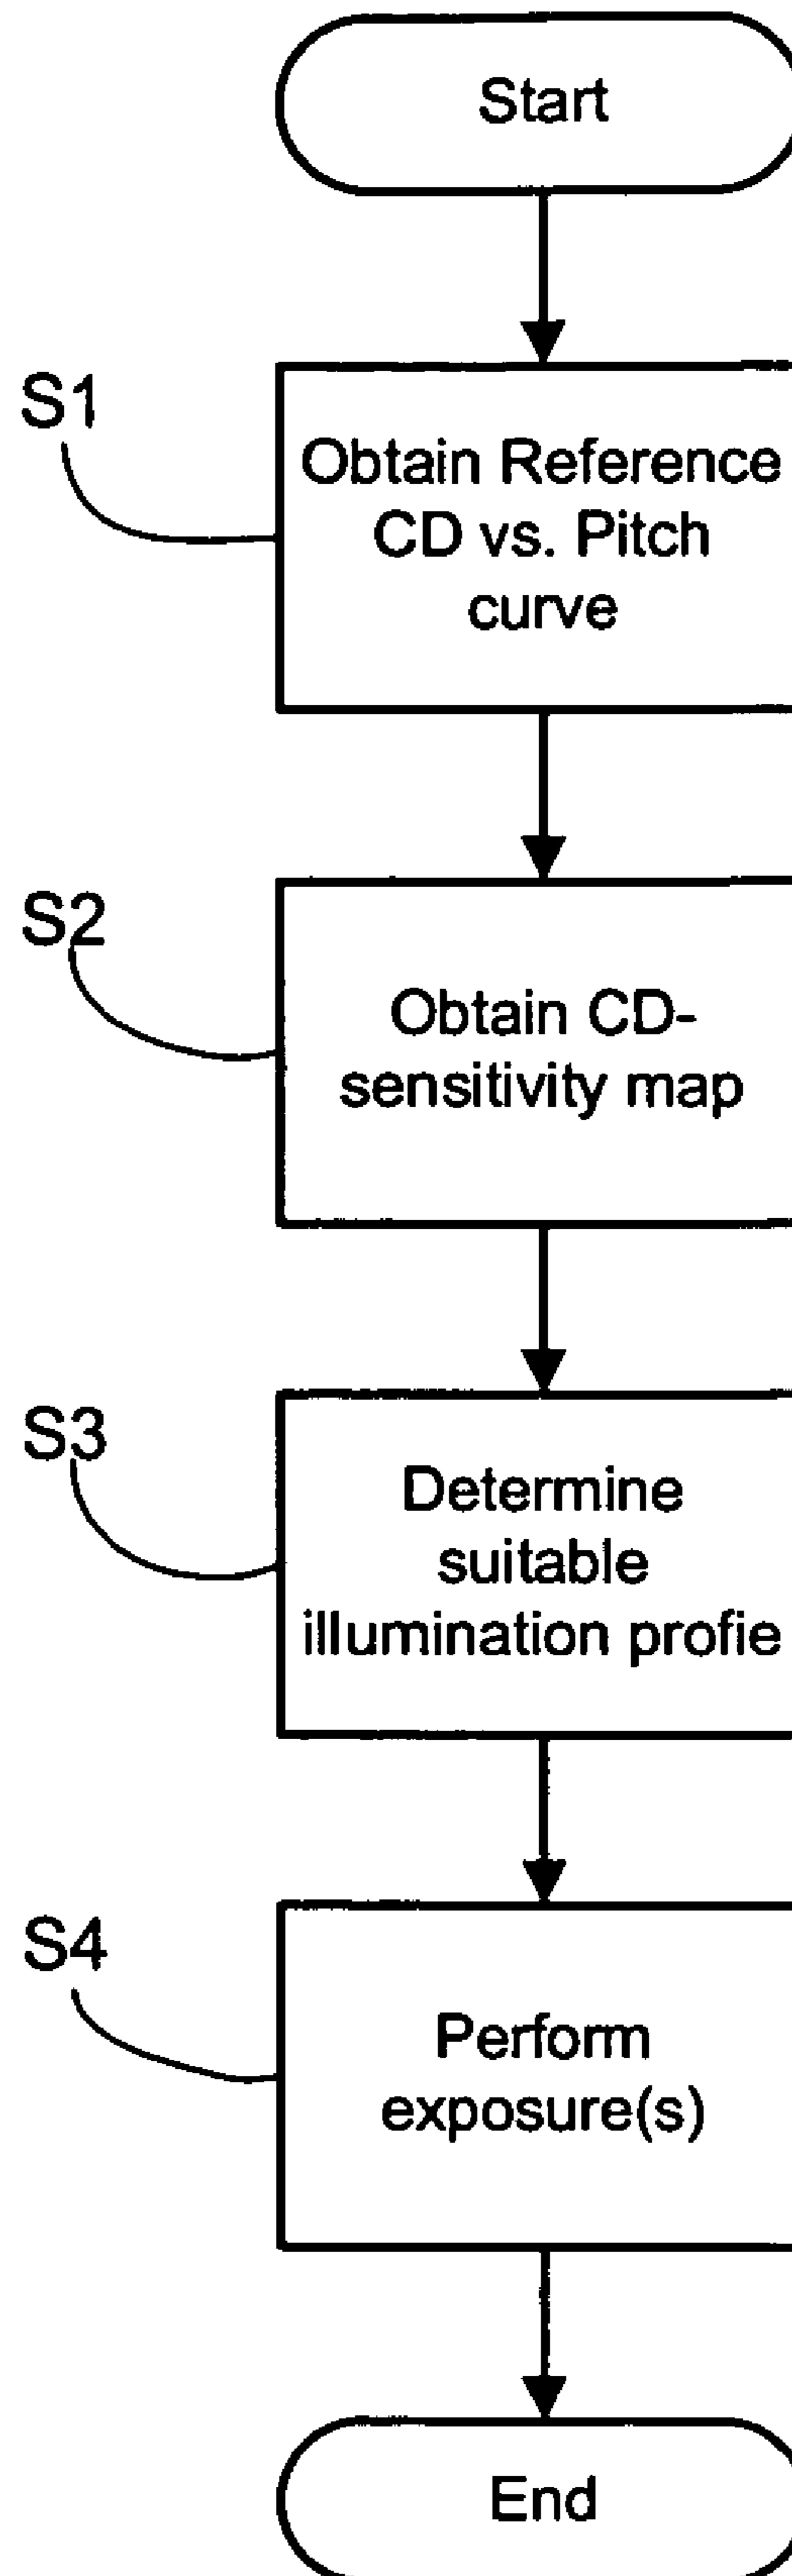 Start
S1
Obtain Reference
CD vs. Pitch
curve
S2
Obtain CD-
sensitivity map
S3
Determine
suitable
illumination profie
S4
Perform
exposure(s)
End